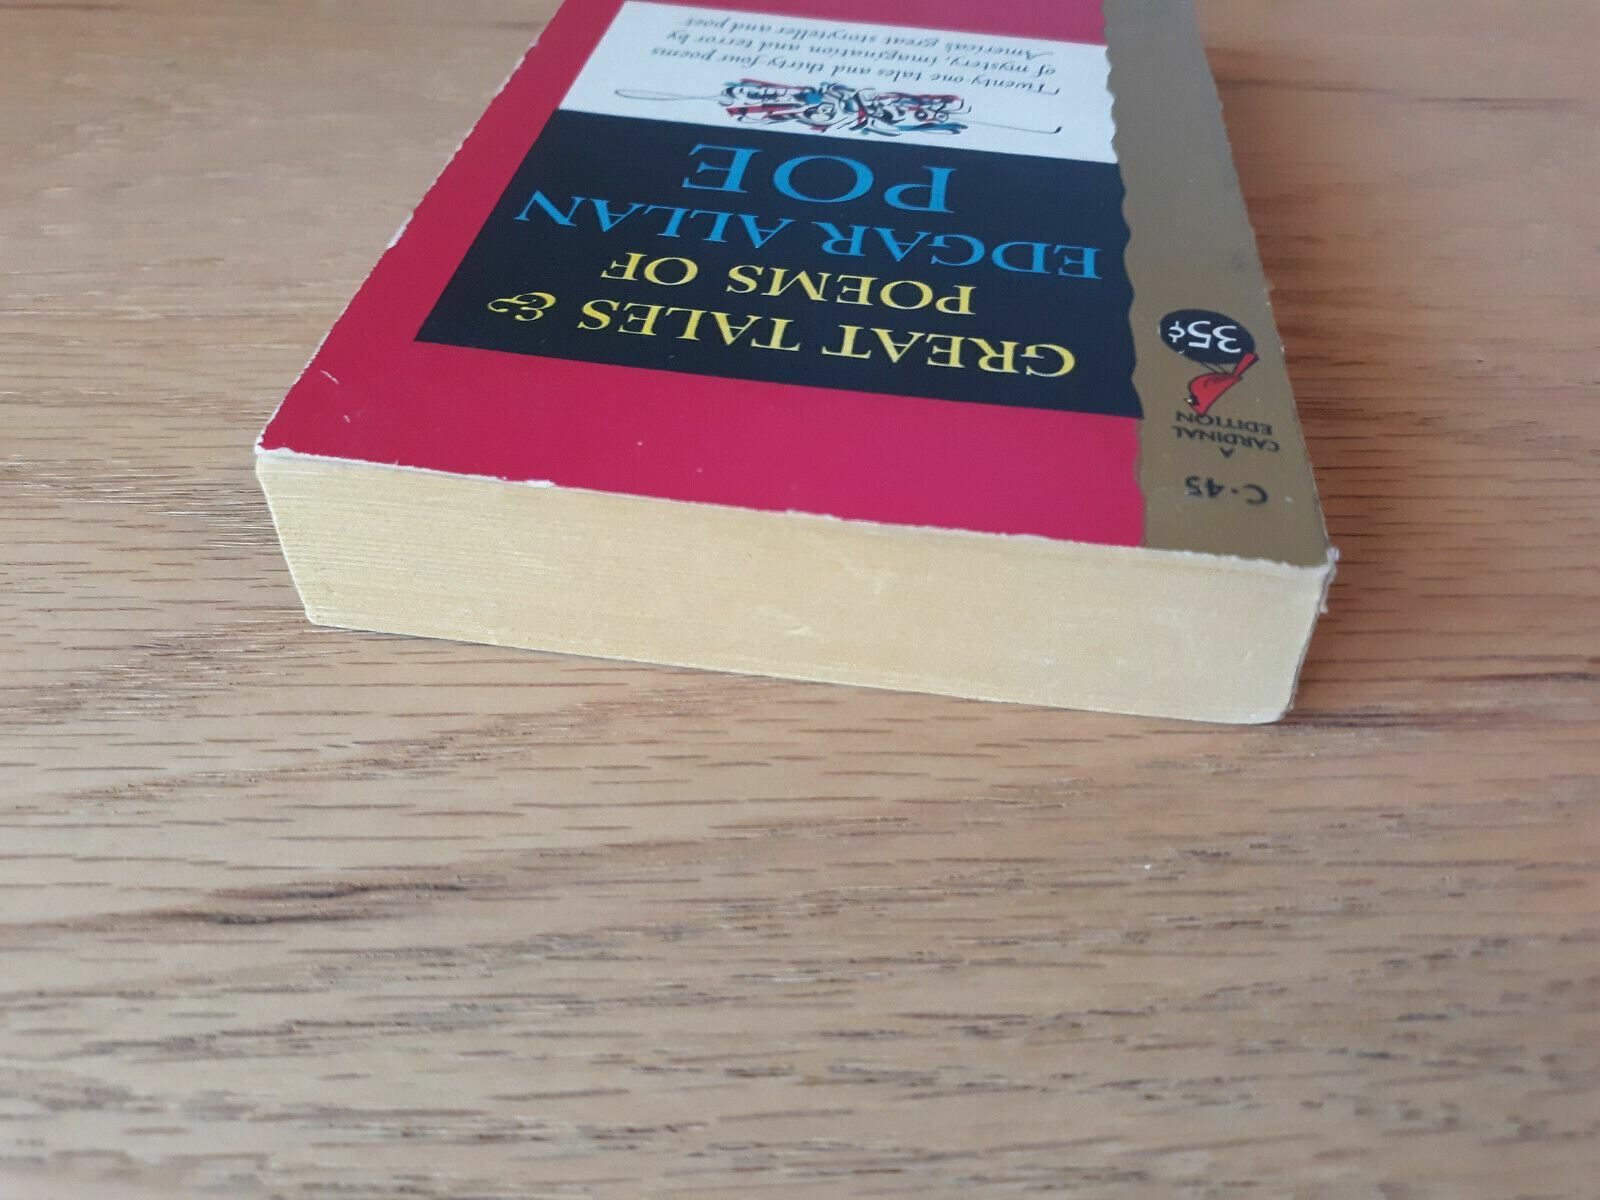 C·45
A
CARDINAL
EDITION
35¢
GREAT TALES &
POEMS OF
EDGAR ALLAN
POE
Twenty-one tales and thirty-four poems
of mystery, imagination and terror by
America's great storyteller and poet